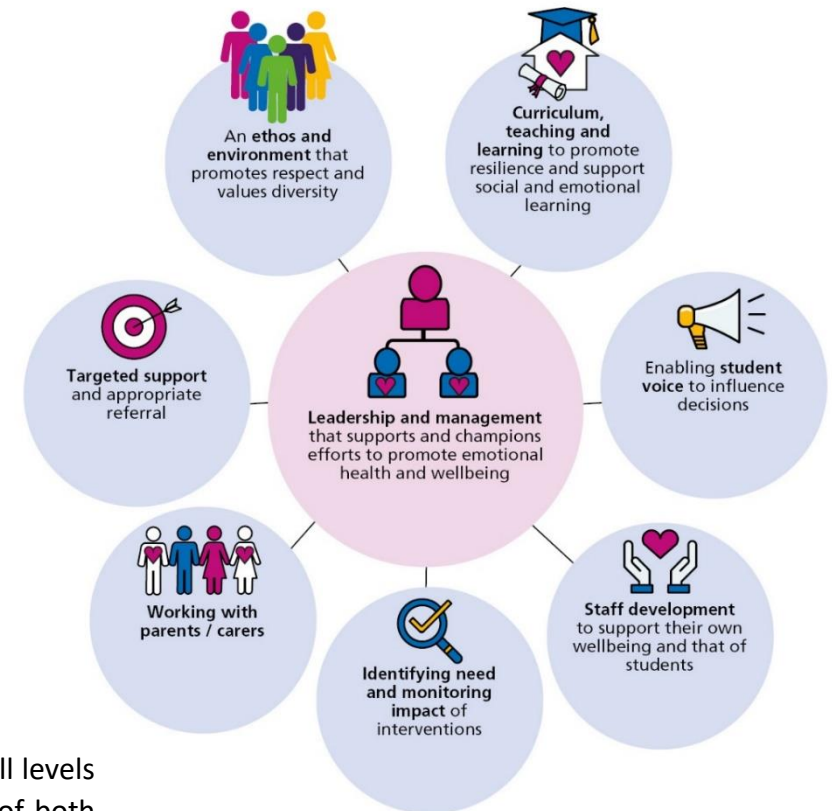 An ethos and
environment that
promotes respect and
values diversity
Curriculum,
teaching and
learning to promote
resilience and support
social and emotional
learning
Enabling student
voice to influence
decisions
Staff development
to support their own
wellbeing and that of
students
Identifying need
and monitoring
impact of
interventions
Working with
parents / carers
Targeted support
and appropriate
referral
Leadership and management
that supports and champions
efforts to promote emotional
health and wellbeing
ll levels
of both